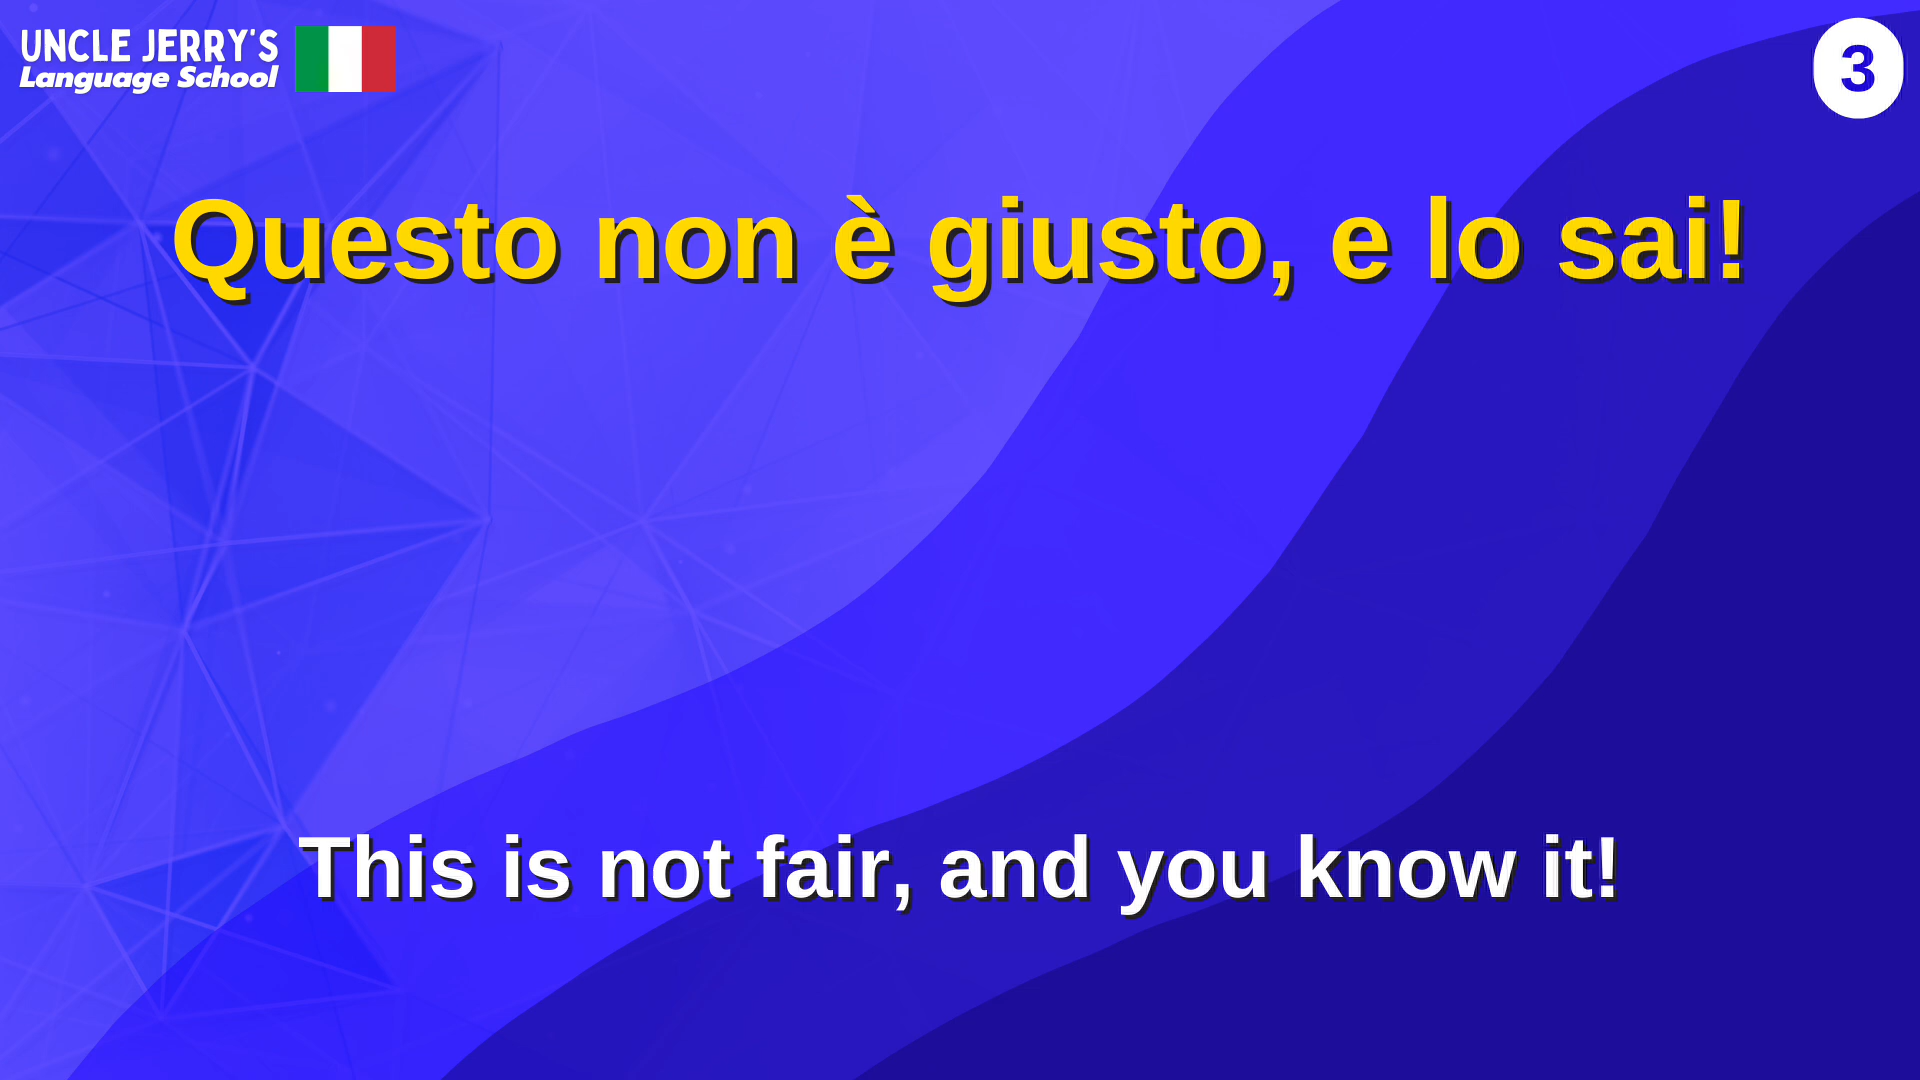 UNCLE JERRY'S
Language School
3
Questo non è giusto, e lo sai!
This is not fair, and you know it!